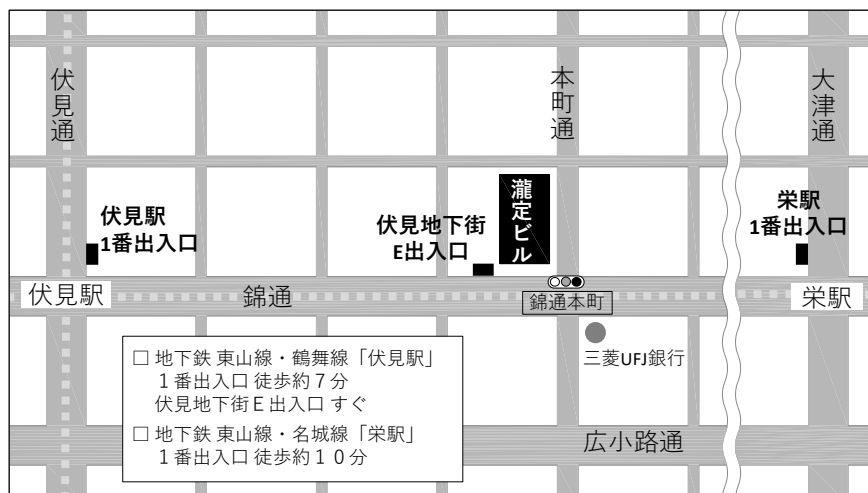 伏見通
本町通
大津通
伏見駅
1番出入口
伏見地下街
E出入口
瀧定ビル
栄駅
1番出入口
伏見駅
錦通
錦通本町
栄駅
三菱UFJ銀行
□ 地下鉄 東山線・鶴舞線「伏見駅」
１番出入口 徒歩約７分
伏見地下街Ｅ出入口 すぐ
□ 地下鉄 東山線・名城線「栄駅」
１番出入口 徒歩約１０分
広小路通